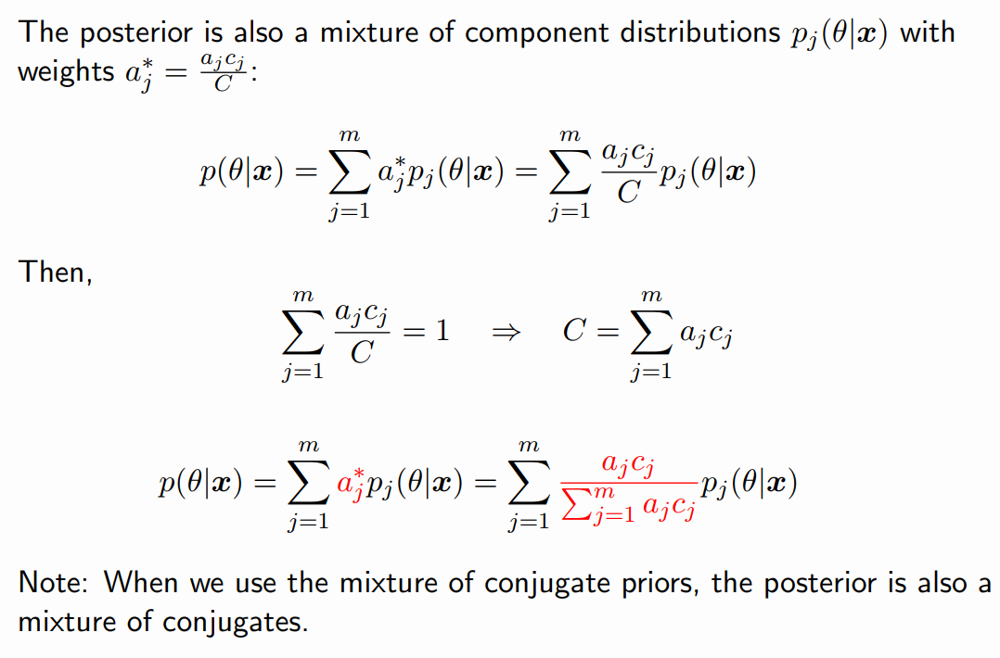 The posterior is also a mixture of component distributions $p_j(\theta|\boldsymbol{x})$ with
weights $a_j^* = \frac{a_j c_j}{C}$:
$p(\theta|\boldsymbol{x}) = \sum_{j=1}^{m} a_j^* p_j(\theta|\boldsymbol{x}) = \sum_{j=1}^{m} \frac{a_j c_j}{C} p_j(\theta|\boldsymbol{x})$
Then,
$\sum_{j=1}^{m} \frac{a_j c_j}{C} = 1 \quad \Rightarrow \quad C = \sum_{j=1}^{m} a_j c_j$
$p(\theta|\boldsymbol{x}) = \sum_{j=1}^{m} a_j^* p_j(\theta|\boldsymbol{x}) = \sum_{j=1}^{m} \frac{a_j c_j}{\sum_{j=1}^{m} a_j c_j} p_j(\theta|\boldsymbol{x})$
Note: When we use the mixture of conjugate priors, the posterior is also a
mixture of conjugates.